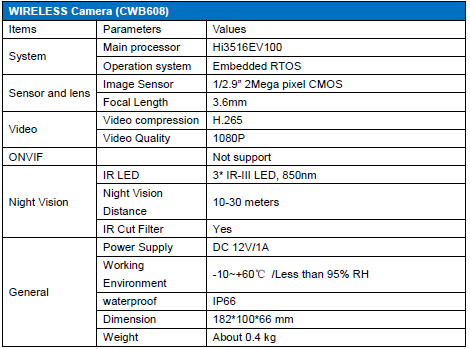 WIRELESS Camera (CWB608)
Items Parameters Values
System Main processor Hi3516EV100
Operation system Embedded RTOS
Sensor and lens Image Sensor 1/2.9" 2Mega pixel CMOS
Focal Length 3.6mm
Video Video compression H.265
Video Quality 1080P
ONVIF Not support
Night Vision IR LED 3* IR-III LED, 850nm
Night Vision
Distance 10-30 meters
IR Cut Filter Yes
General Power Supply DC 12V/1A
Working
Environment -10~+60℃ /Less than 95% RH
waterproof IP66
Dimension 182*100*66 mm
Weight About 0.4 kg